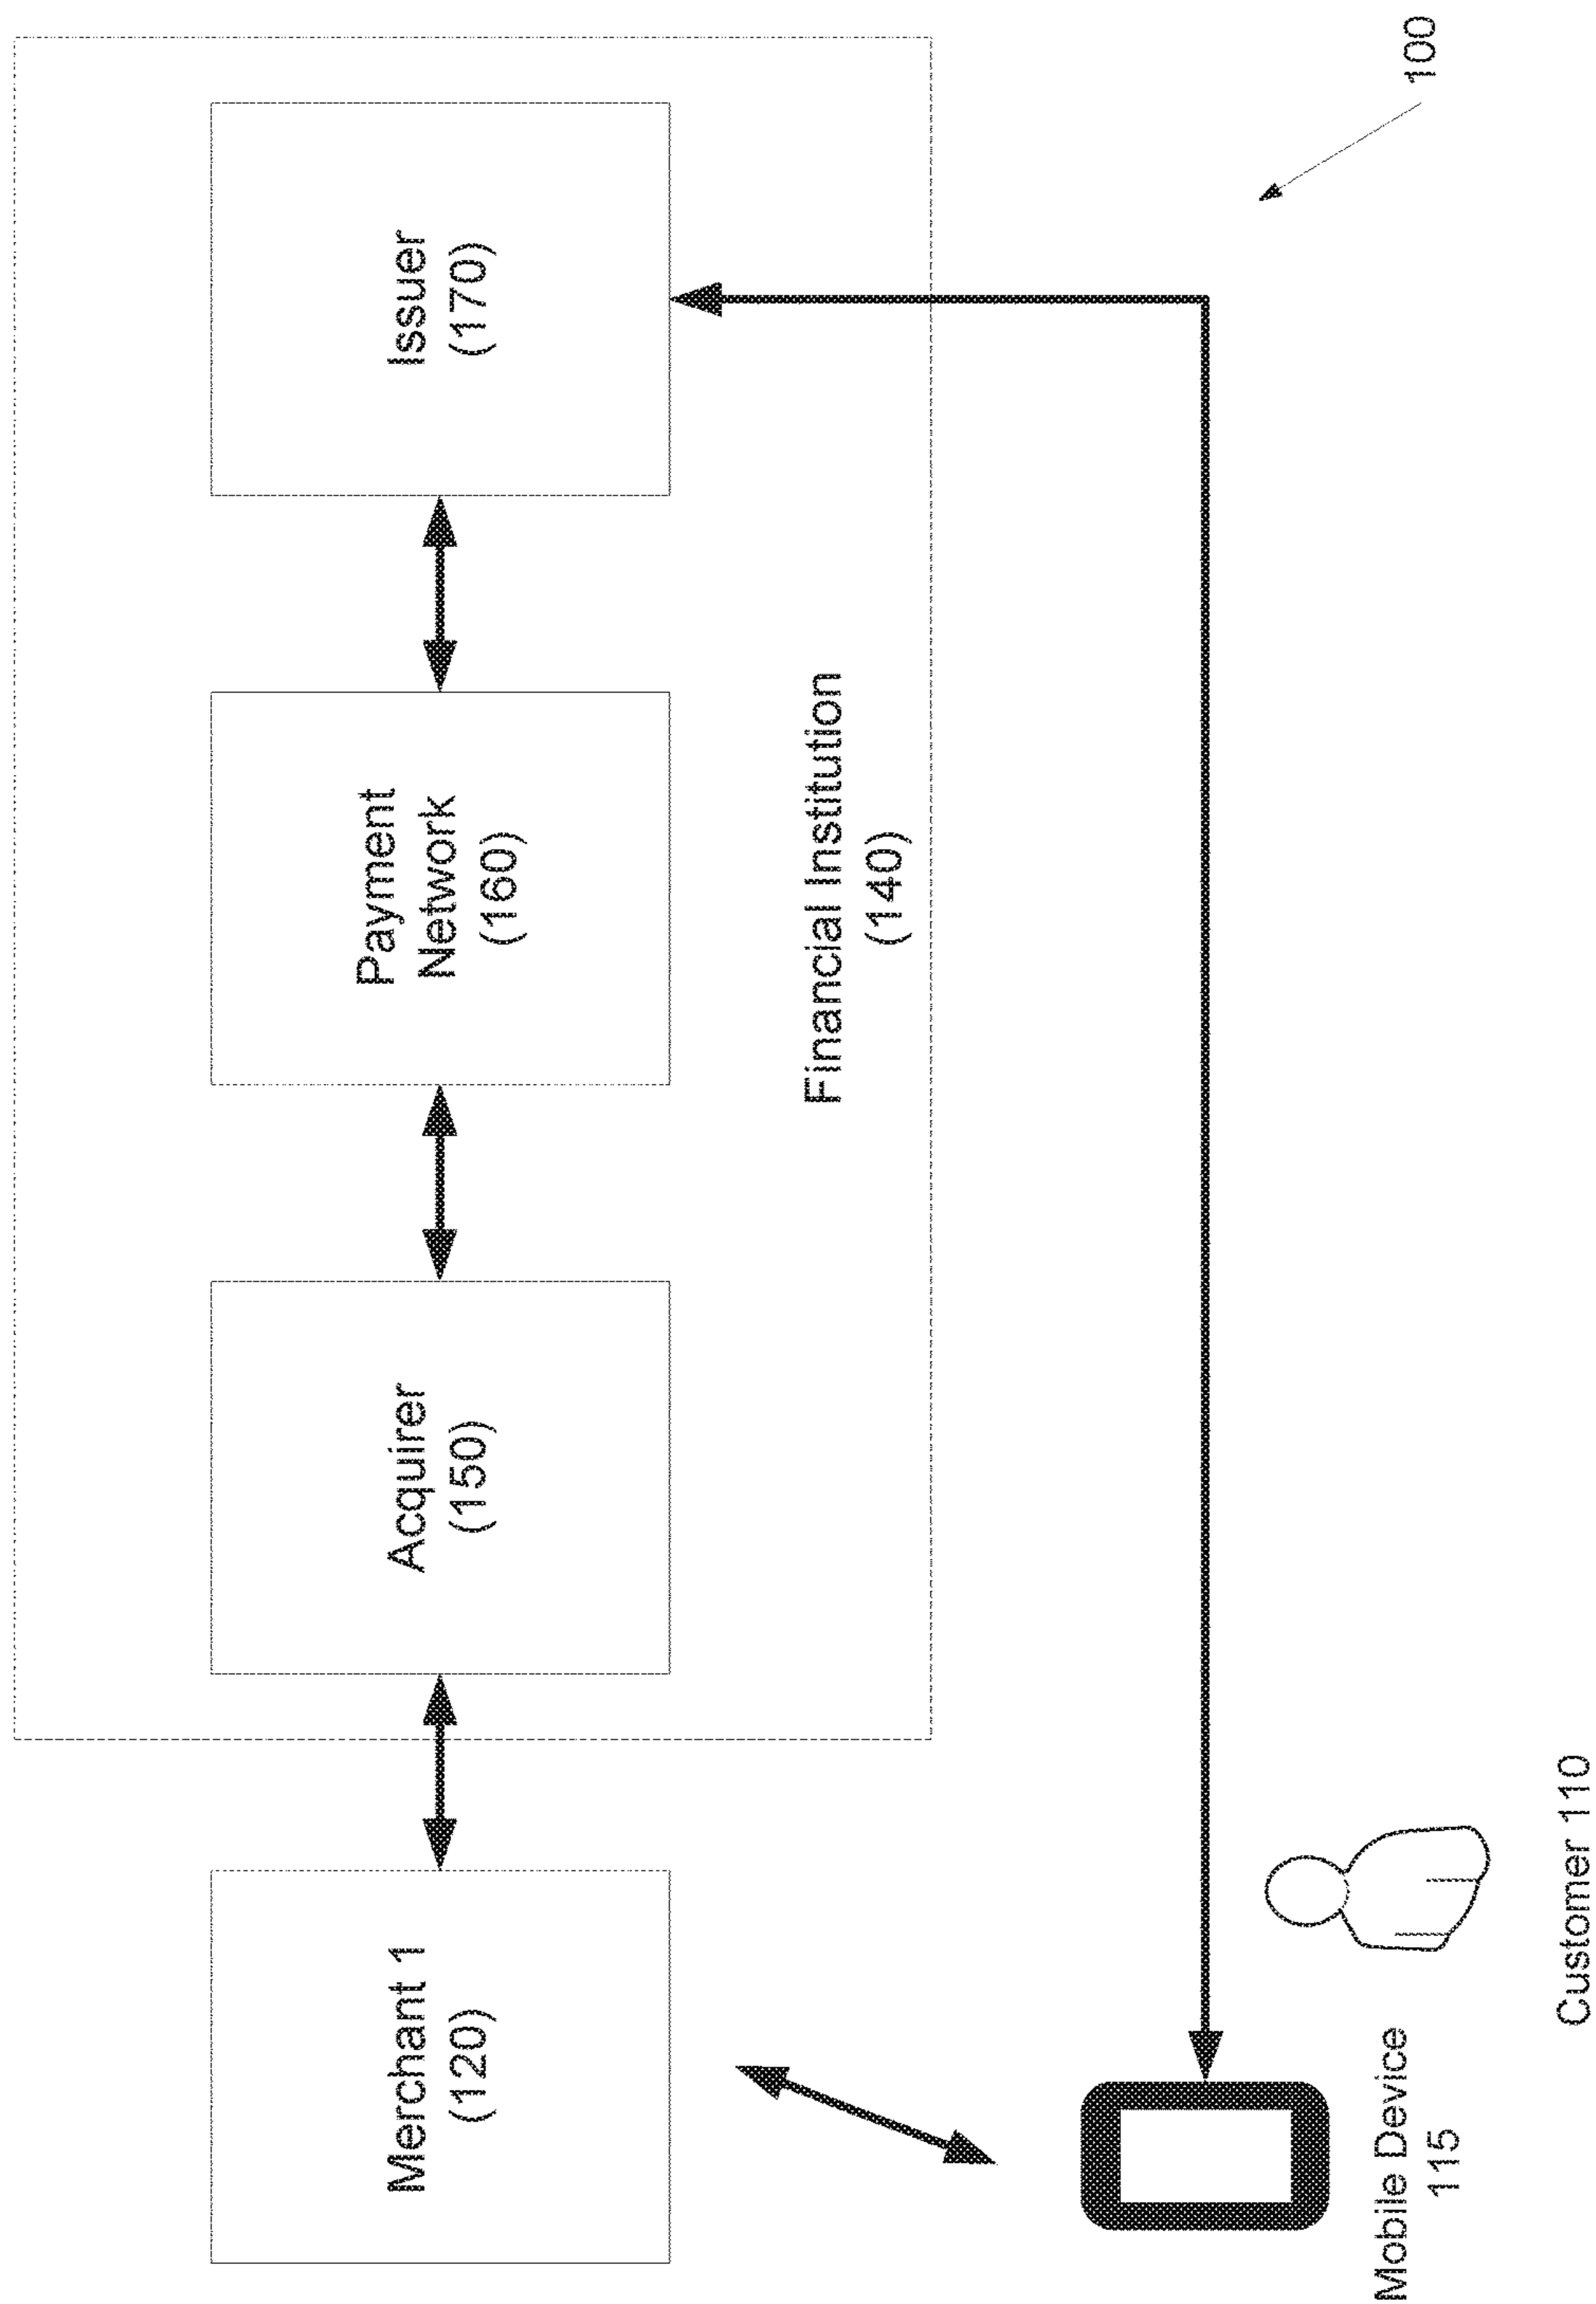 Merchant 1
(120)
Acquirer
(150)
Payment
Network
(160)
Issuer
(170)
Financial Institution
(140)
Mobile Device
115
Customer 110
100